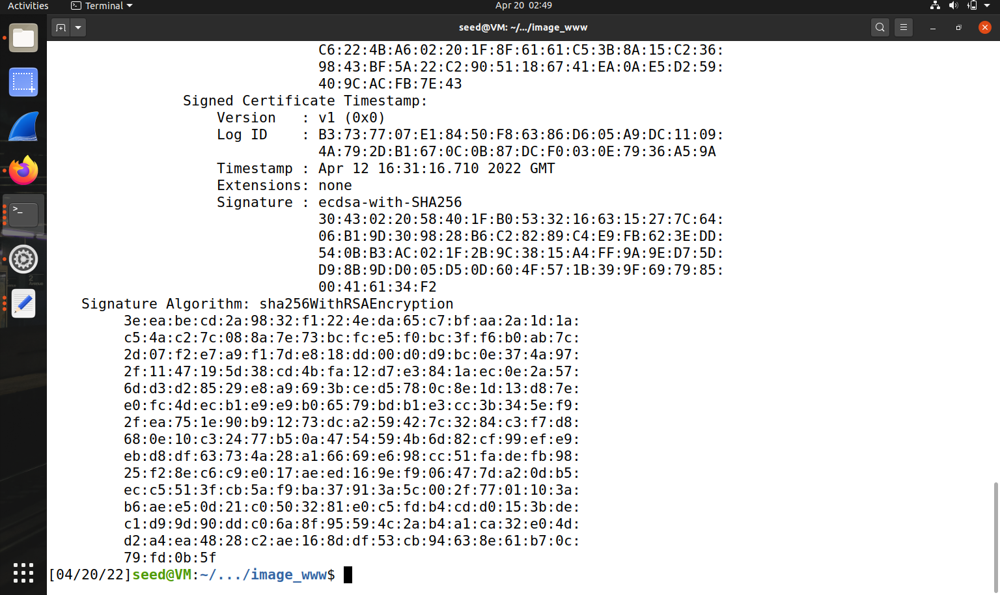 Activities
Terminal
Apr 20 02:49
seed@VM: ~/.../image_www
C6:22:4B:A6:02:20:1F:8F:61:61:C5:3B:8A:15:C2:36:
98:43:BF:5A:22:C2:90:51:18:67:41:EA:0A:E5:D2:59:
40:9C:AC:FB:7E:43
Signed Certificate Timestamp:
Version   : v1 (0x0)
Log ID    : B3:73:77:07:E1:84:50:F8:63:86:D6:05:A9:DC:11:09:
4A:79:2D:B1:67:0C:0B:87:DC:F0:03:0E:79:36:A5:9A
Timestamp : Apr 12 16:31:16.710 2022 GMT
Extensions: none
Signature : ecdsa-with-SHA256
30:43:02:20:58:40:1F:B0:53:32:16:63:15:27:7C:64:
06:B1:9D:30:98:28:B6:C2:82:89:C4:E9:FB:62:3E:DD:
54:0B:B3:AC:02:1F:2B:9C:38:15:A4:FF:9A:9E:D7:5D:
D9:8B:9D:D0:05:D5:0D:60:4F:57:1B:39:9F:69:79:85:
00:41:61:34:F2
Signature Algorithm: sha256WithRSAEncryption
3e:ea:be:cd:2a:98:32:f1:22:4e:da:65:c7:bf:aa:2a:1d:1a:
c5:4a:c2:7c:08:8a:7e:73:bc:fc:e5:f0:bc:3f:f6:b0:ab:7c:
2d:07:f2:e7:a9:f1:7d:e8:18:dd:00:d0:d9:bc:0e:37:4a:97:
2f:11:47:19:5d:38:cd:4b:fa:12:d7:e3:84:1a:ec:0e:2a:57:
6d:d3:d2:85:29:e8:a9:69:3b:ce:d5:78:0c:8e:1d:13:d8:7e:
e0:fc:4d:ec:b1:e9:e9:b0:65:79:bd:b1:e3:cc:3b:34:5e:f9:
2f:ea:75:1e:90:b9:12:73:dc:a2:59:42:7c:32:84:c3:f7:d8:
68:0e:10:c3:24:77:b5:0a:47:54:59:4b:6d:82:cf:99:ef:e9:
eb:d8:df:63:73:4a:28:a1:66:69:e6:98:cc:51:fa:de:fb:98:
25:f2:8e:c6:c9:e0:17:ae:ed:16:9e:f9:06:47:7d:a2:0d:b5:
ec:c5:51:3f:cb:5a:f9:ba:37:91:3a:5c:00:2f:77:01:10:3a:
b6:ae:e5:0d:21:c0:50:32:81:e0:c5:fd:b4:cd:d0:15:3b:de:
c1:d9:9d:90:dd:c0:6a:8f:95:59:4c:2a:b4:a1:ca:32:e0:4d:
d2:a4:ea:48:28:c2:ae:16:8d:df:53:cb:94:63:8e:61:b7:0c:
79:fd:0b:5f
[04/20/22]seed@VM:~/.../image_www$